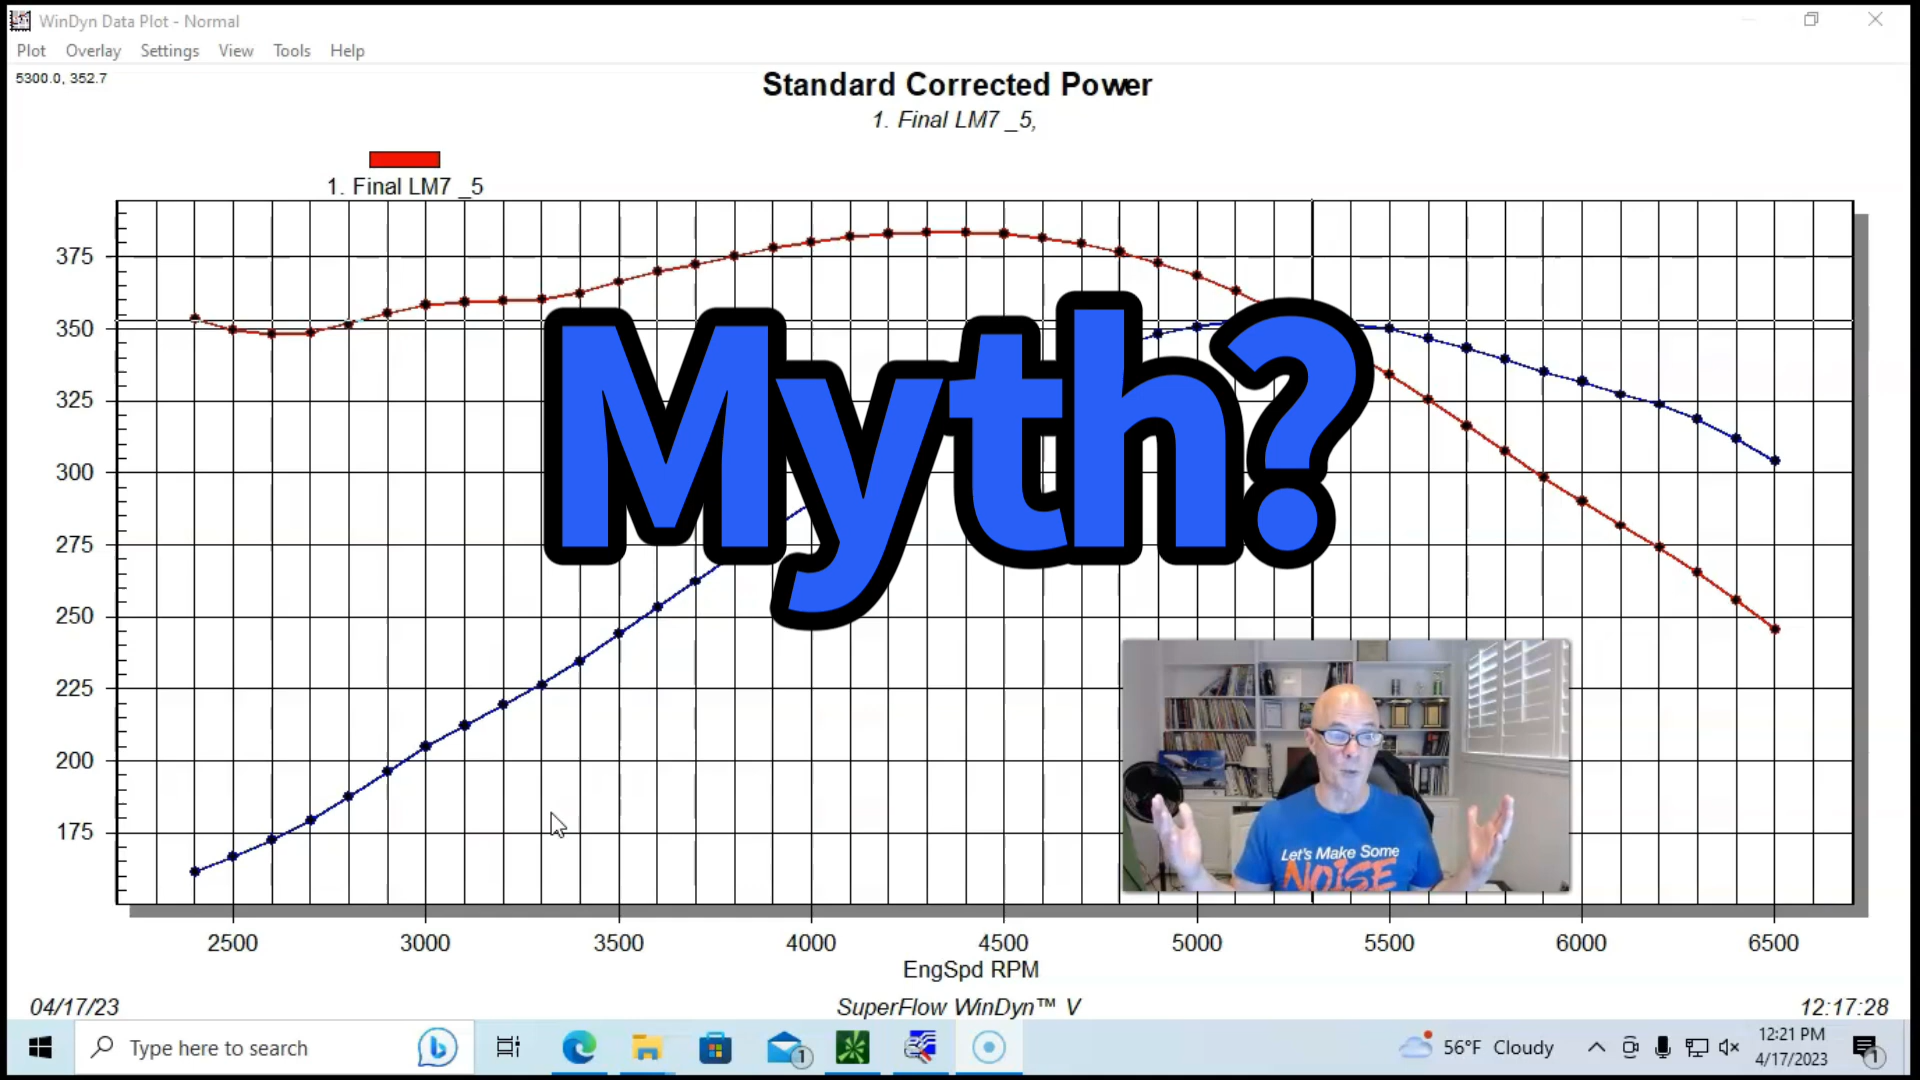 WinDyn Data Plot - Normal
Plot Overlay Settings View Tools Help
5300.0, 352.7
Standard Corrected Power
1. Final LM7 _5,
1. Final LM7 _5
375
350
325
300
275
250
225
200
175
Myth?
Let's Make Some
NOISE
2500 3000 3500 4000 4500 5000 5500 6000 6500
EngSpd RPM
04/17/23 SuperFlow WinDyn™ V 12:17:28
Type here to search
1
56°F Cloudy
12:21 PM
4/17/2023
1